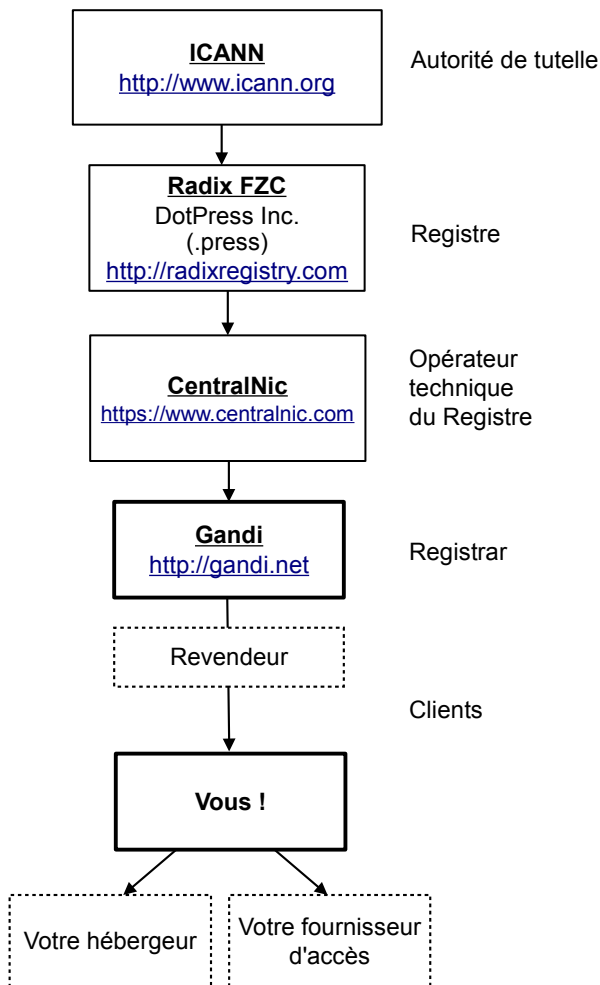 ICANN
http://www.icann.org
Autorité de tutelle
Radix FZC
DotPress Inc.
(.press)
http://radixregistry.com
Registre
CentralNic
https://www.centralnic.com
Opérateur
technique
du Registre
Gandi
http://gandi.net
Registrar
Revendeur
Clients
Vous !
Votre hébergeur
Votre fournisseur
d'accès